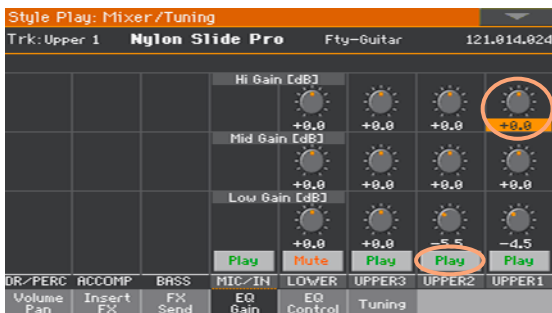 Style Play: Mixer/Tuning
Trk: Upper 1 Nylon Slide Pro Fty-Guitar 121.014.024
Hi Gain [dB]
+0.0 +0.0 +0.0 +0.0
Mid Gain [dB]
+0.0 +0.0 +0.0 +0.0
Low Gain [dB]
+0.0 +0.0 -5.5 -4.5
Play Mute Play Play Play
DR/PERC ACCOMP BASS MIC/IN LOWER UPPER3 UPPER2 UPPER1
Volume Pan Insert FX FX Send EQ Gain EQ Control Tuning